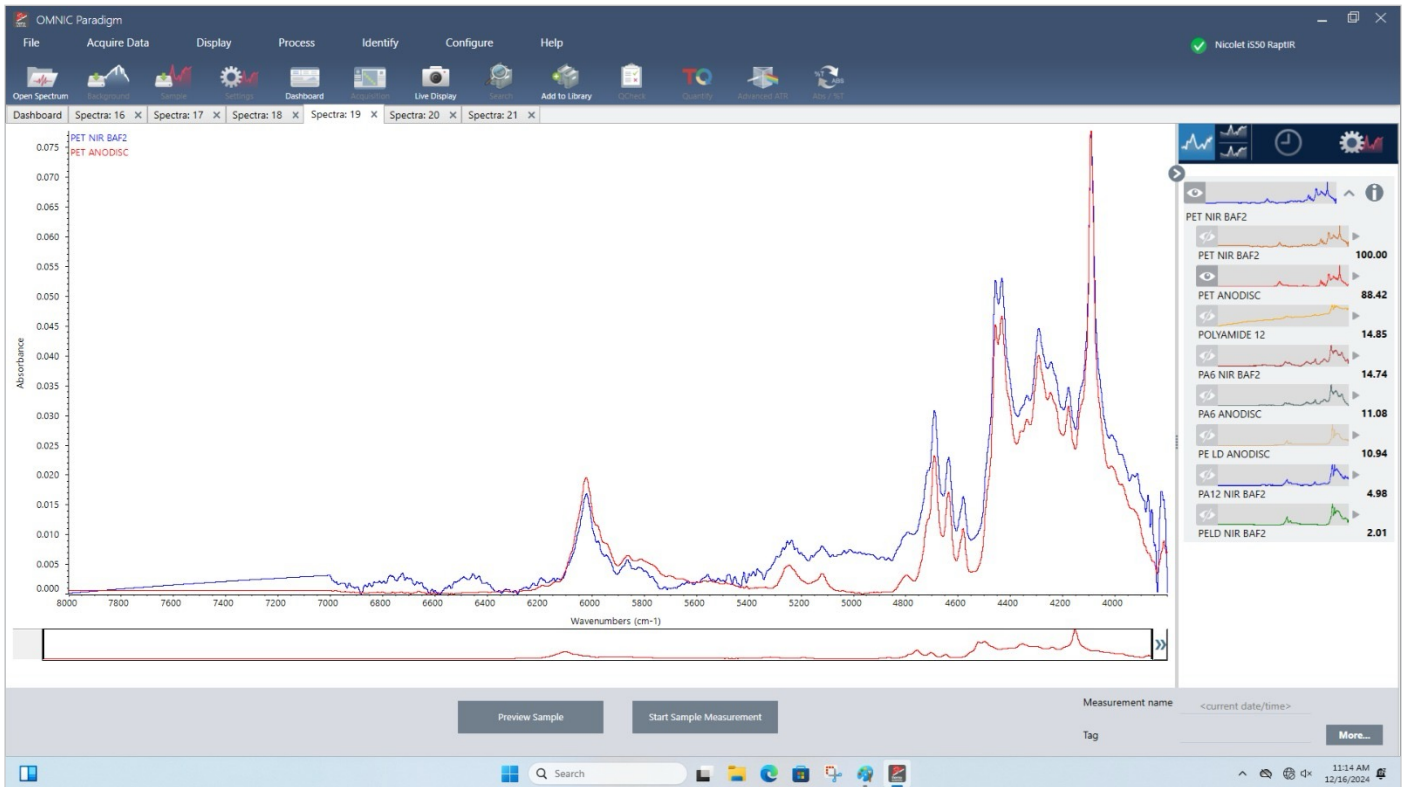 OMNIC Paradigm
File Acquire Data Display Process Identify Configure Help
Nicolet iS50 RaptIR
Open Spectrum Background Sample Settings Dashboard Acquisition Live Display Search Add to Library QCheck Quantify Advanced ATR Abs / %T
TQ
%T ABS
Dashboard Spectra: 16 Spectra: 17 Spectra: 18 Spectra: 19 Spectra: 20 Spectra: 21
PET NIR BAF2
PET ANODISC
0.075
0.070
0.065
0.060
0.055
0.050
0.045
0.040
0.035
0.030
0.025
0.020
0.015
0.010
0.005
0.000
Absorbance
8000 7800 7600 7400 7200 7000 6800 6600 6400 6200 6000 5800 5600 5400 5200 5000 4800 4600 4400 4200 4000
Wavenumbers (cm-1)
PET NIR BAF2
PET NIR BAF2 100.00
PET ANODISC 88.42
POLYAMIDE 12 14.85
PA6 NIR BAF2 14.74
PA6 ANODISC 11.08
PE LD ANODISC 10.94
PA12 NIR BAF2 4.98
PELD NIR BAF2 2.01
Preview Sample Start Sample Measurement
Measurement name <current date/time>
Tag More...
Search
11:14 AM
12/16/2024